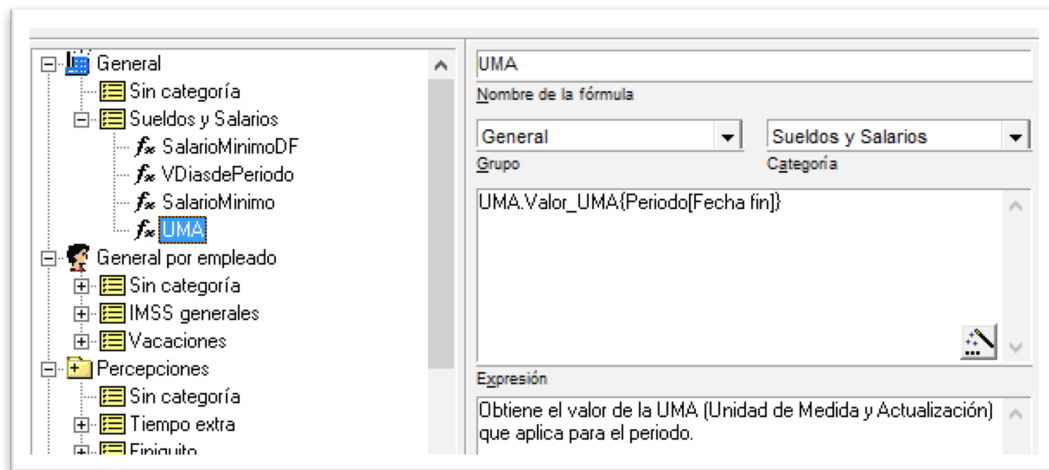 General
Sin categoría
Sueldos y Salarios
SalarioMinimoDF
VDiasdePeriodo
SalarioMinimo
UMA
General por empleado
Sin categoría
IMSS generales
Vacaciones
Percepciones
Sin categoría
Tiempo extra
Finiquito
UMA
Nombre de la fórmula
General
Sueldos y Salarios
Grupo
Categoría
UMA.Valor_UMA{Periodo[Fecha fin]}
Expresión
Obtiene el valor de la UMA (Unidad de Medida y Actualización)
que aplica para el periodo.